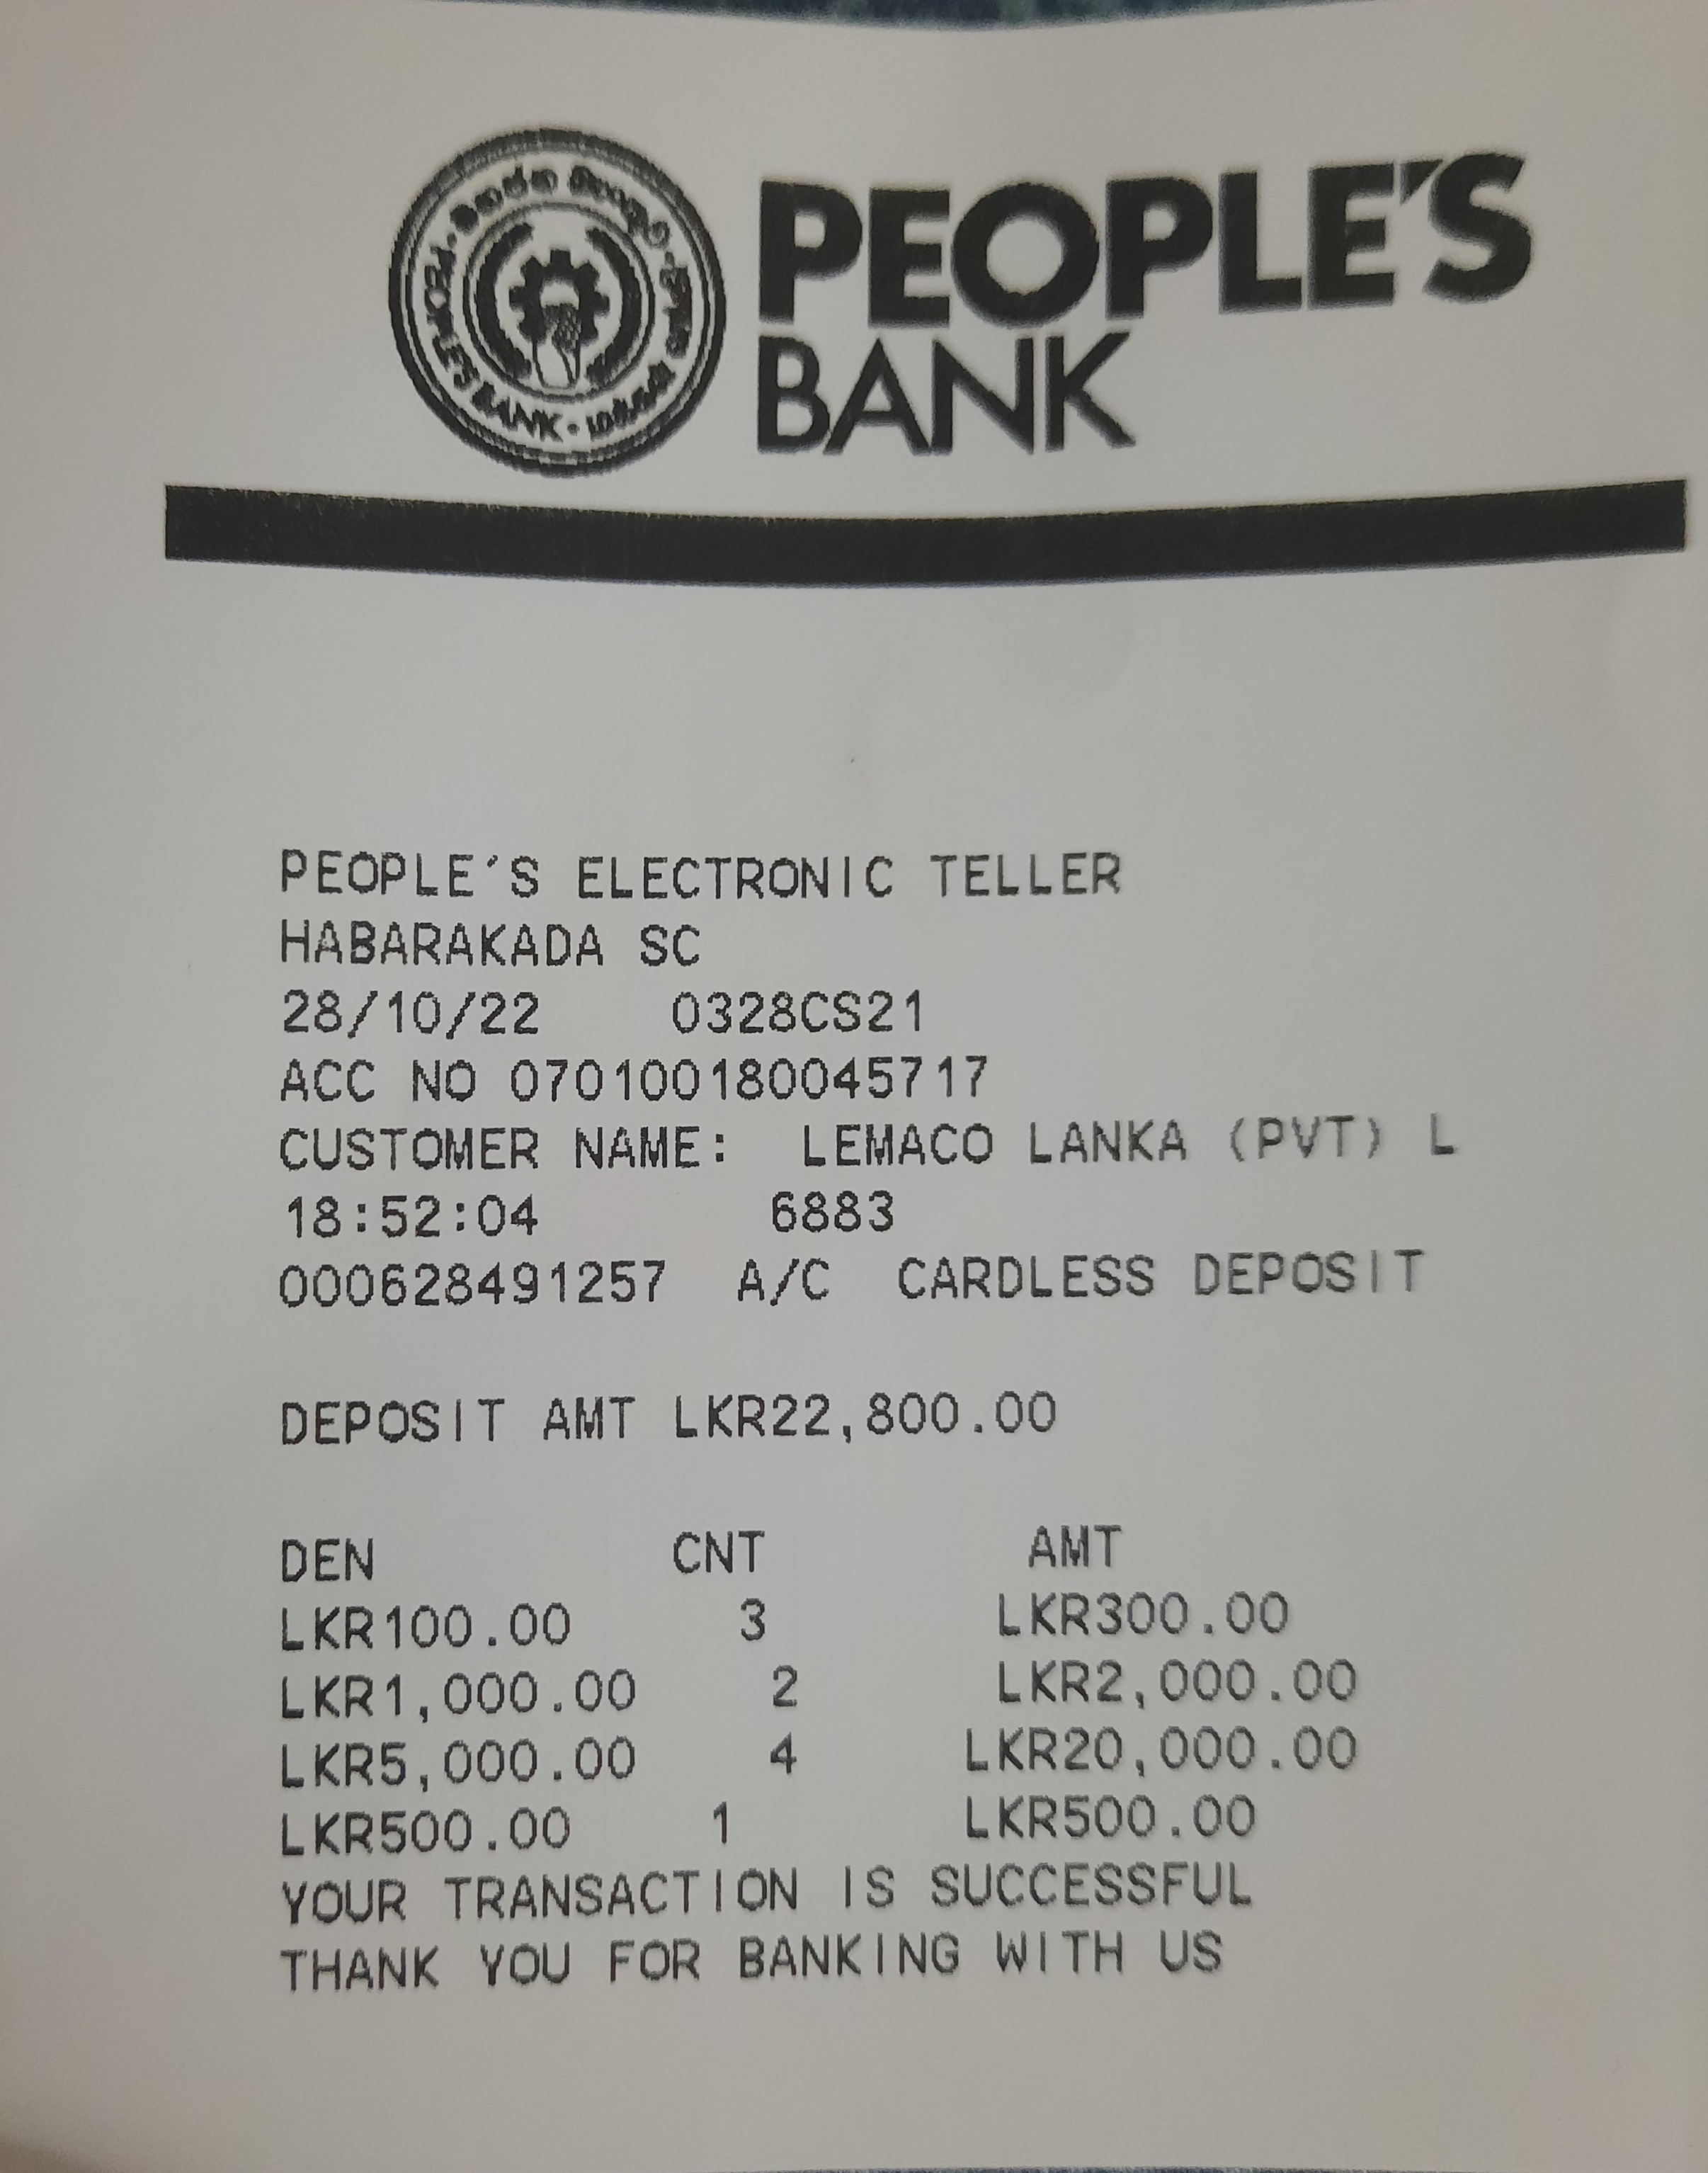 PEOPLE'S
BANK
PEOPLE'S BANK
PEOPLE'S ELECTRONIC TELLER
HABARAKADA SC
28/10/22 0328CS21
ACC NO 070100180045717
CUSTOMER NAME: LEMACO LANKA (PVT) L
18:52:04 6883
000628491257 A/C CARDLESS DEPOSIT
DEPOSIT AMT LKR22,800.00
DEN CNT AMT
LKR100.00 3 LKR300.00
LKR1,000.00 2 LKR2,000.00
LKR5,000.00 4 LKR20,000.00
LKR500.00 1 LKR500.00
YOUR TRANSACTION IS SUCCESSFUL
THANK YOU FOR BANKING WITH US